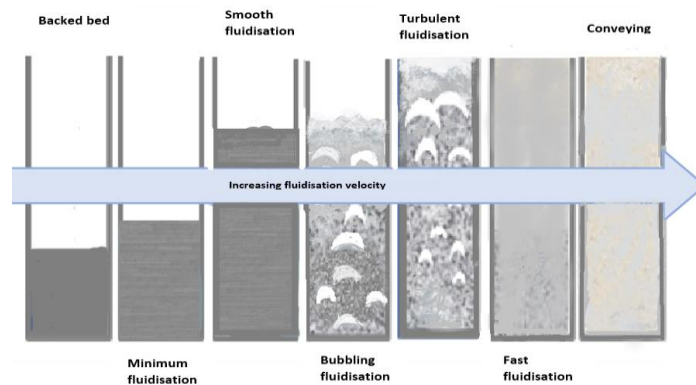 Backed bed
Smooth
fluidisation
Turbulent
fluidisation
Conveying
Increasing fluidisation velocity
Minimum
fluidisation
Bubbling
fluidisation
Fast
fluidisation